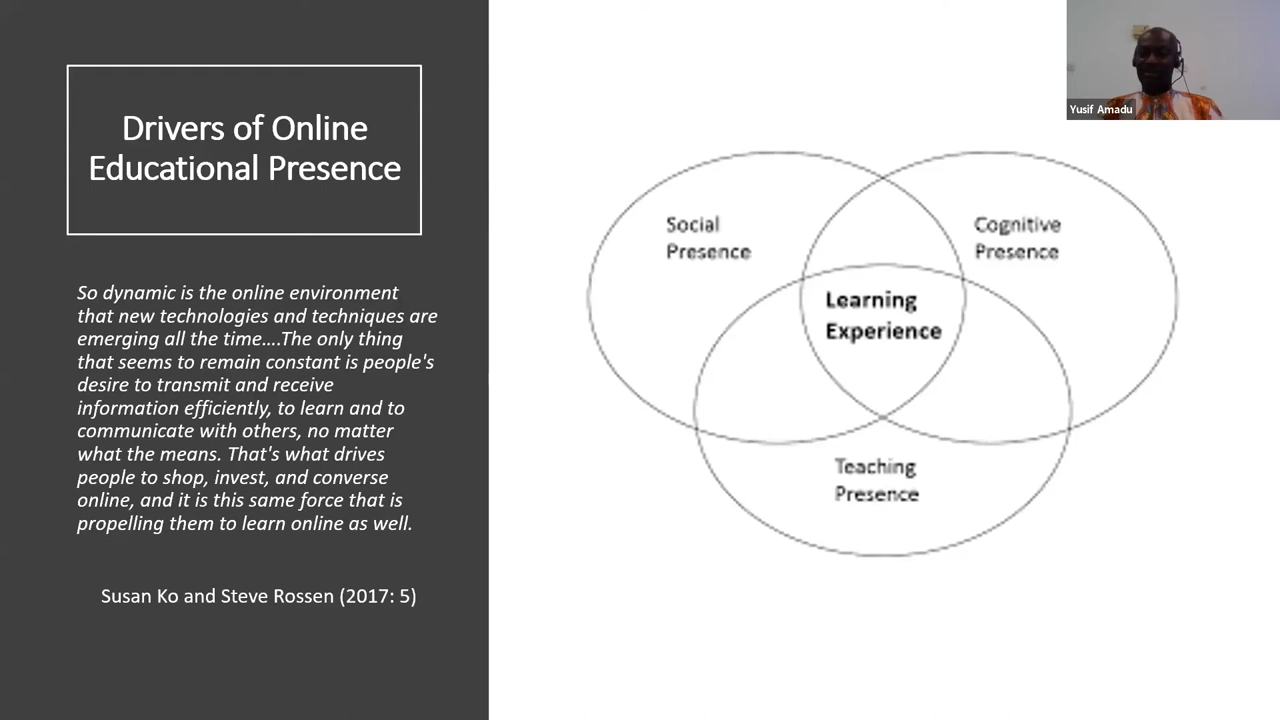 Drivers of Online
Educational Presence
So dynamic is the online environment
that new technologies and techniques are
emerging all the time....The only thing
that seems to remain constant is people's
desire to transmit and receive
information efficiently, to learn and to
communicate with others, no matter
what the means. That's what drives
people to shop, invest, and converse
online, and it is this same force that is
propelling them to learn online as well.
Susan Ko and Steve Rossen (2017: 5)
Social
Presence
Cognitive
Presence
Learning
Experience
Teaching
Presence
Yusif Amadu